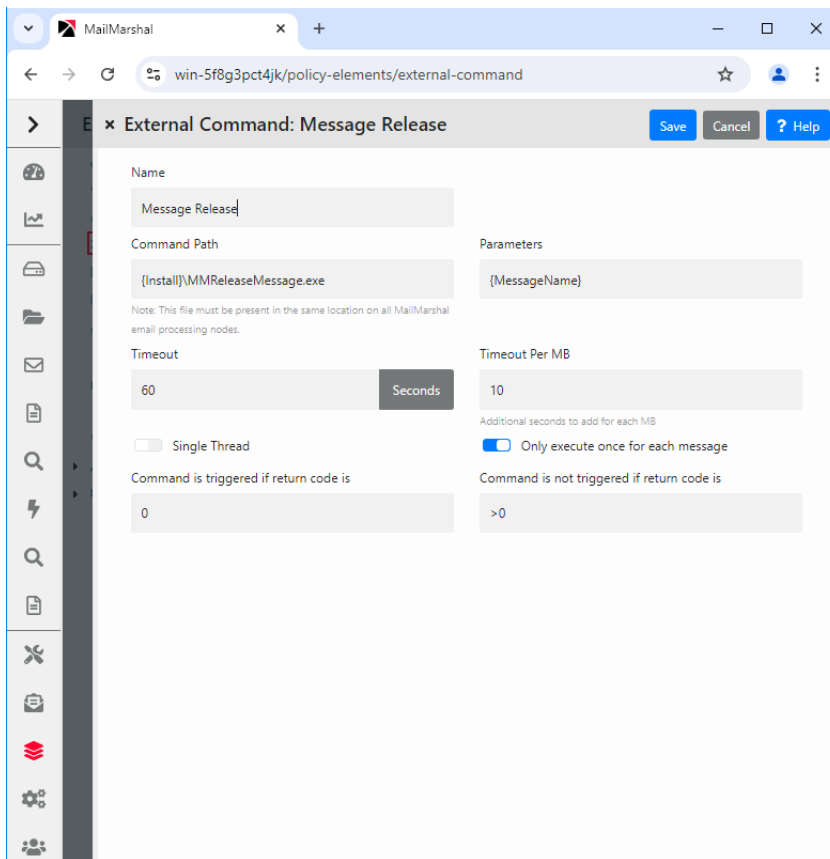 MailMarshal
win-5f8g3pct4jk/policy-elements/external-command
E
External Command: Message Release
Save
Cancel
? Help
Name
Message Release
Command Path
Parameters
{Install}\MMReleaseMessage.exe
{MessageName}
Note: This file must be present in the same location on all MailMarshal
email processing nodes.
Timeout
Timeout Per MB
60
Seconds
10
Additional seconds to add for each MB
Single Thread
Only execute once for each message
Command is triggered if return code is
Command is not triggered if return code is
0
>0